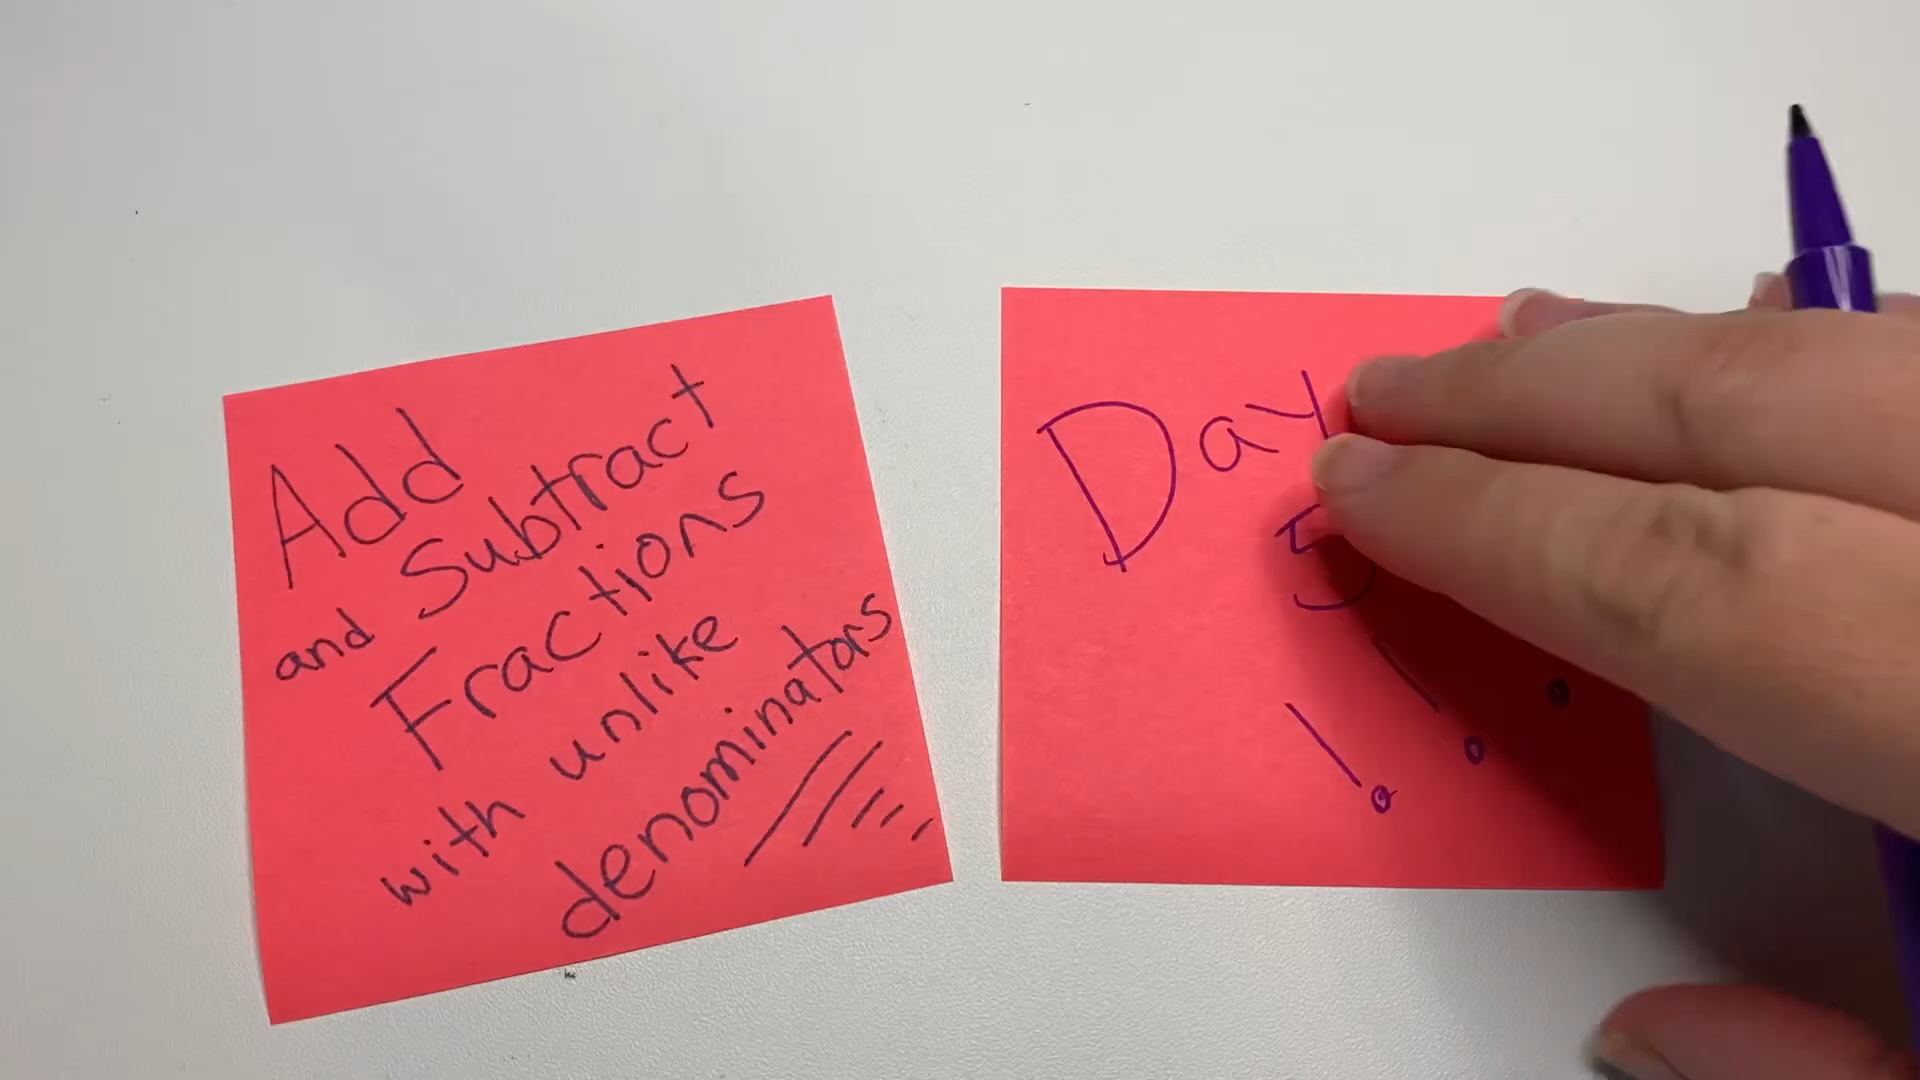 Add
and Subtract
Fractions
with unlike
denominators
Day
5
!!